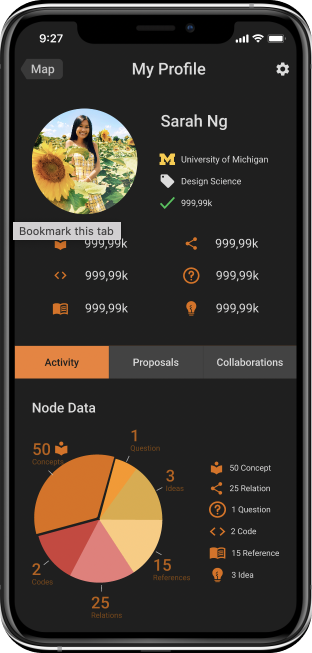 9:27
Map
My Profile
Sarah Ng
M University of Michigan
Design Science
999,99k
Bookmark this tab
999,99k 999,99k
999,99k ? 999,99k
999,99k 999,99k
Activity Proposals Collaborations
Node Data
50
Concepts
1
Question
3
Ideas
15
References
25
Relations
2
Codes
50 Concept
25 Relation
? 1 Question
2 Code
15 Reference
3 Idea